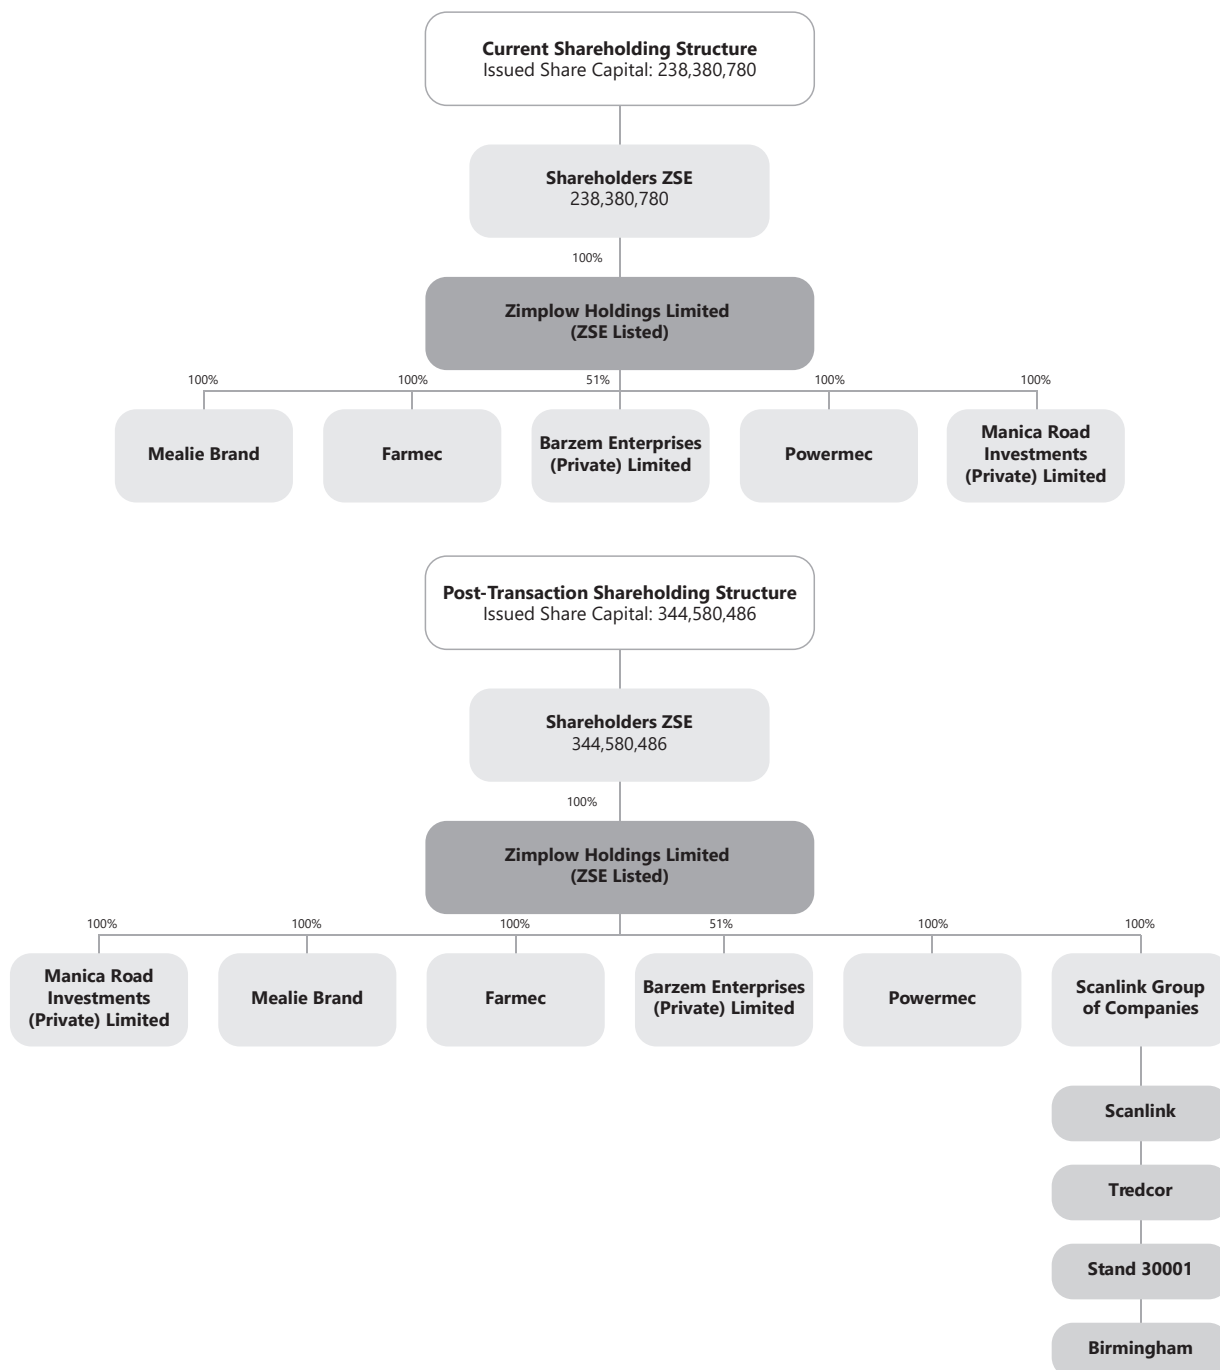 Current Shareholding Structure
Issued Share Capital: 238,380,780
Shareholders ZSE
238,380,780
100%
Zimplow Holdings Limited
(ZSE Listed)
100%
100%
51%
100%
100%
Mealie Brand
Farmec
Barzem Enterprises
(Private) Limited
Powermec
Manica Road
Investments
(Private) Limited
Post-Transaction Shareholding Structure
Issued Share Capital: 344,580,486
Shareholders ZSE
344,580,486
100%
Zimplow Holdings Limited
(ZSE Listed)
100%
100%
100%
51%
100%
100%
Manica Road
Investments
(Private) Limited
Mealie Brand
Farmec
Barzem Enterprises
(Private) Limited
Powermec
Scanlink Group
of Companies
Scanlink
Tredcor
Stand 30001
Birmingham